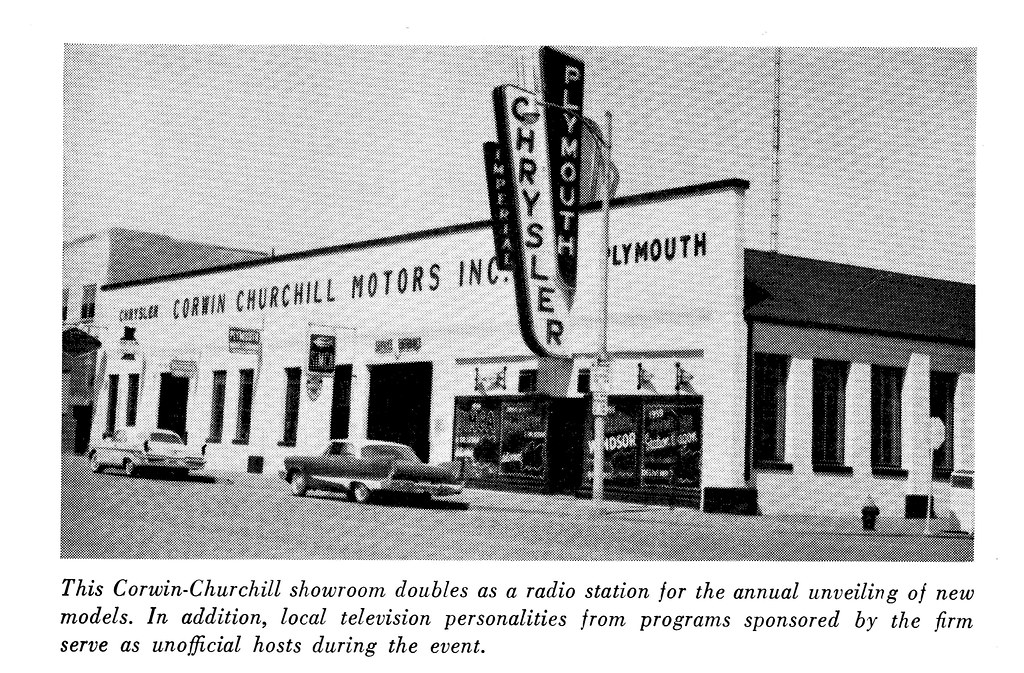 PLYMOUTH
CHRYSLER
IMPERIAL
CHRYSLER CORWIN CHURCHILL MOTORS INC. PLYMOUTH
PLYMOUTH
1959
WINDSOR
This Corwin-Churchill showroom doubles as a radio station for the annual unveiling of new
models. In addition, local television personalities from programs sponsored by the firm
serve as unofficial hosts during the event.